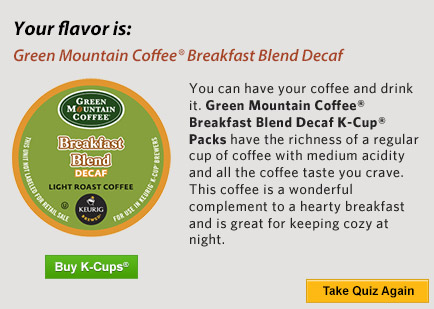 Your flavor is:
Green Mountain Coffee® Breakfast Blend Decaf
GREEN
MOUNTAIN
COFFEE®
Breakfast
Blend
DECAF
LIGHT ROAST COFFEE
THIS UNIT NOT LABELED FOR RETAIL SALE
U
KEURIG
BREWED
FOR USE IN KEURIG® K-CUP BREWERS
You can have your coffee and drink
it. Green Mountain Coffee®
Breakfast Blend Decaf K-Cup®
Packs have the richness of a regular
cup of coffee with medium acidity
and all the coffee taste you crave.
This coffee is a wonderful
complement to a hearty breakfast
and is great for keeping cozy at
night.
Buy K-Cups®
Take Quiz Again